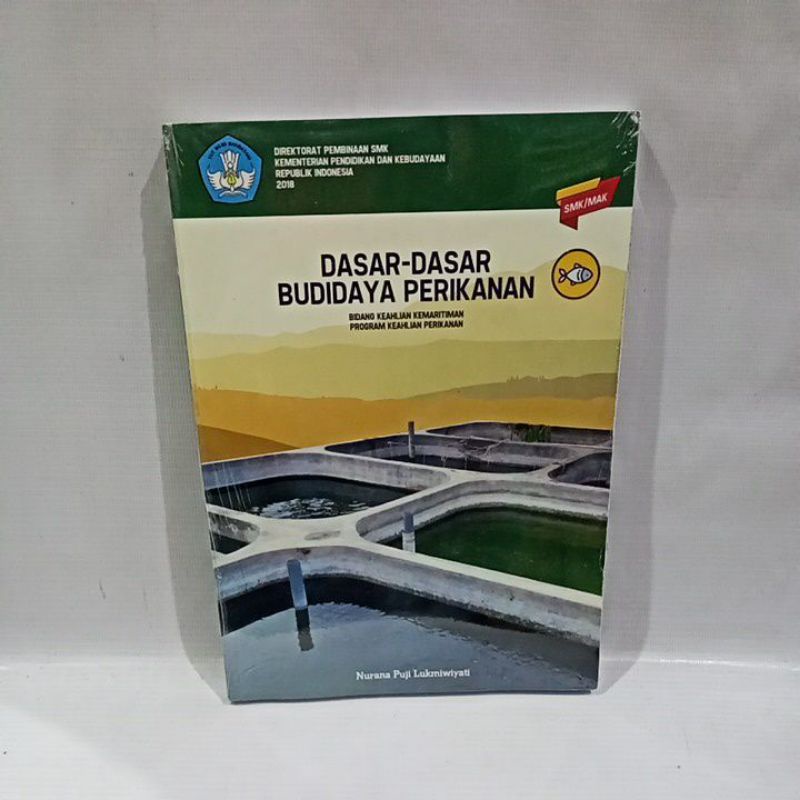 DIREKTORAT PEMBINAAN SMK
KEMENTERIAN PENDIDIKAN DAN KEBUDAYAAN
REPUBLIK INDONESIA
2018
SMK/MAK
DASAR-DASAR
BUDIDAYA PERIKANAN
BIDANG KEAHLIAN KEMARITIMAN
PROGRAM KEAHLIAN PERIKANAN
Nurana Puji Lukmiwiyati